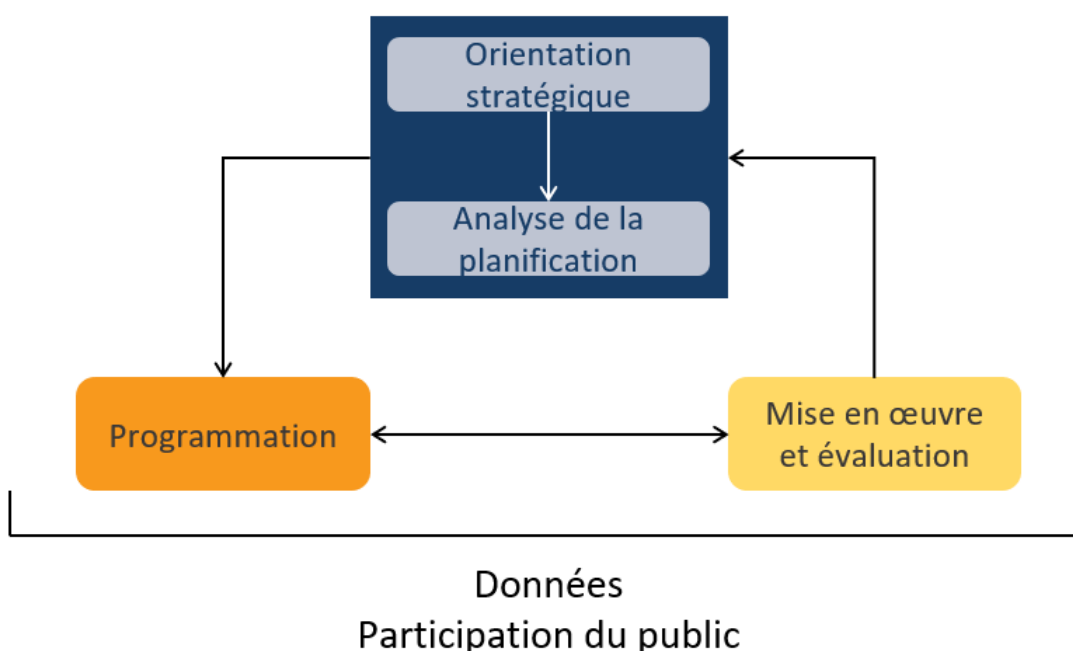 Orientation
stratégique
Analyse de la
planification
Programmation
Mise en œuvre
et évaluation
Données
Participation du public